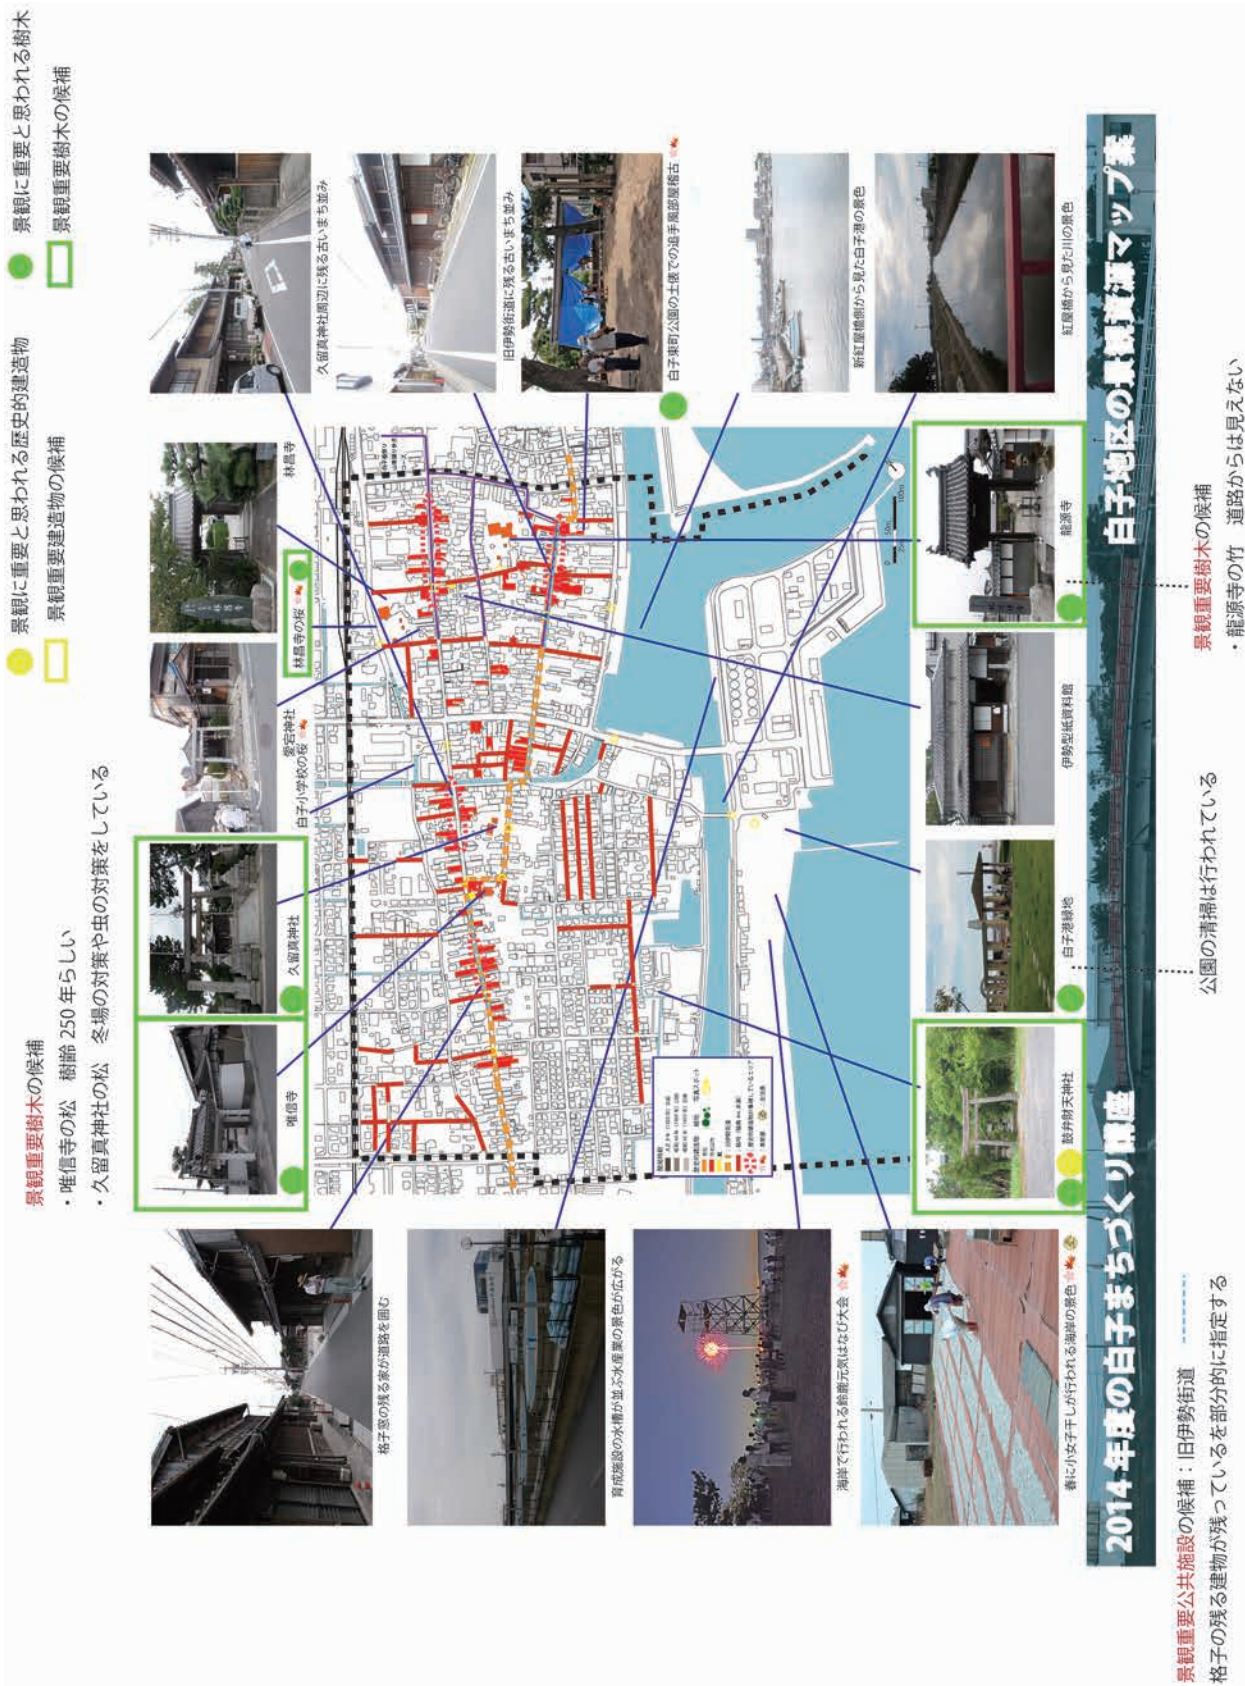 景観に重要と思われる歴史的建造物
景観重要建造物の候補
景観に重要と思われる樹木
景観重要樹木の候補
景観重要樹木の候補
・唯信寺の松　樹齢 250 年らしい
・久留真神社の松　冬場の対策や虫の対策をしている
唯信寺
久留真神社
愛宕神社
白子小学校の桜
林昌寺
林昌寺の桜
久留真神社周辺に残る古いまち並み
旧伊勢街道に残る古いまち並み
白子東町公園の土俵での追手風部屋稽古
新紅屋橋側から見た白子港の景色
紅屋橋から見た川の景色
格子窓の残る家が道路を囲む
育成施設の水槽が並ぶ水産業の景色が広がる
海岸で行われる鈴鹿元気はなび大会
春に小女子干しが行われる海岸の景色
鼓弁財天神社
白子港緑地
伊勢型紙資料館
龍源寺
0
50m
100m
2014 年度の白子まちづくり講座
白子地区の景観資源マップ案
景観重要公共施設の候補：旧伊勢街道
格子の残る建物が残っているを部分的に指定する
公園の清掃は行われている
景観重要樹木の候補
・龍源寺の竹　道路からは見えない